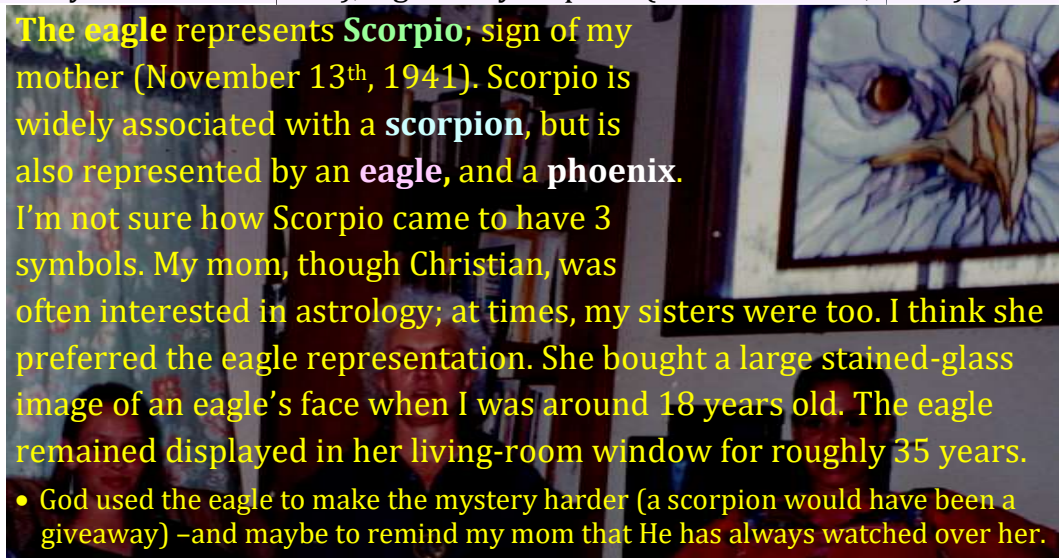 The eagle represents Scorpio; sign of my
mother (November 13th, 1941). Scorpio is
widely associated with a scorpion, but is
also represented by an eagle, and a phoenix.
I’m not sure how Scorpio came to have 3
symbols. My mom, though Christian, was
often interested in astrology; at times, my sisters were too. I think she
preferred the eagle representation. She bought a large stained-glass
image of an eagle’s face when I was around 18 years old. The eagle
remained displayed in her living-room window for roughly 35 years.
• God used the eagle to make the mystery harder (a scorpion would have been a
giveaway) –and maybe to remind my mom that He has always watched over her.